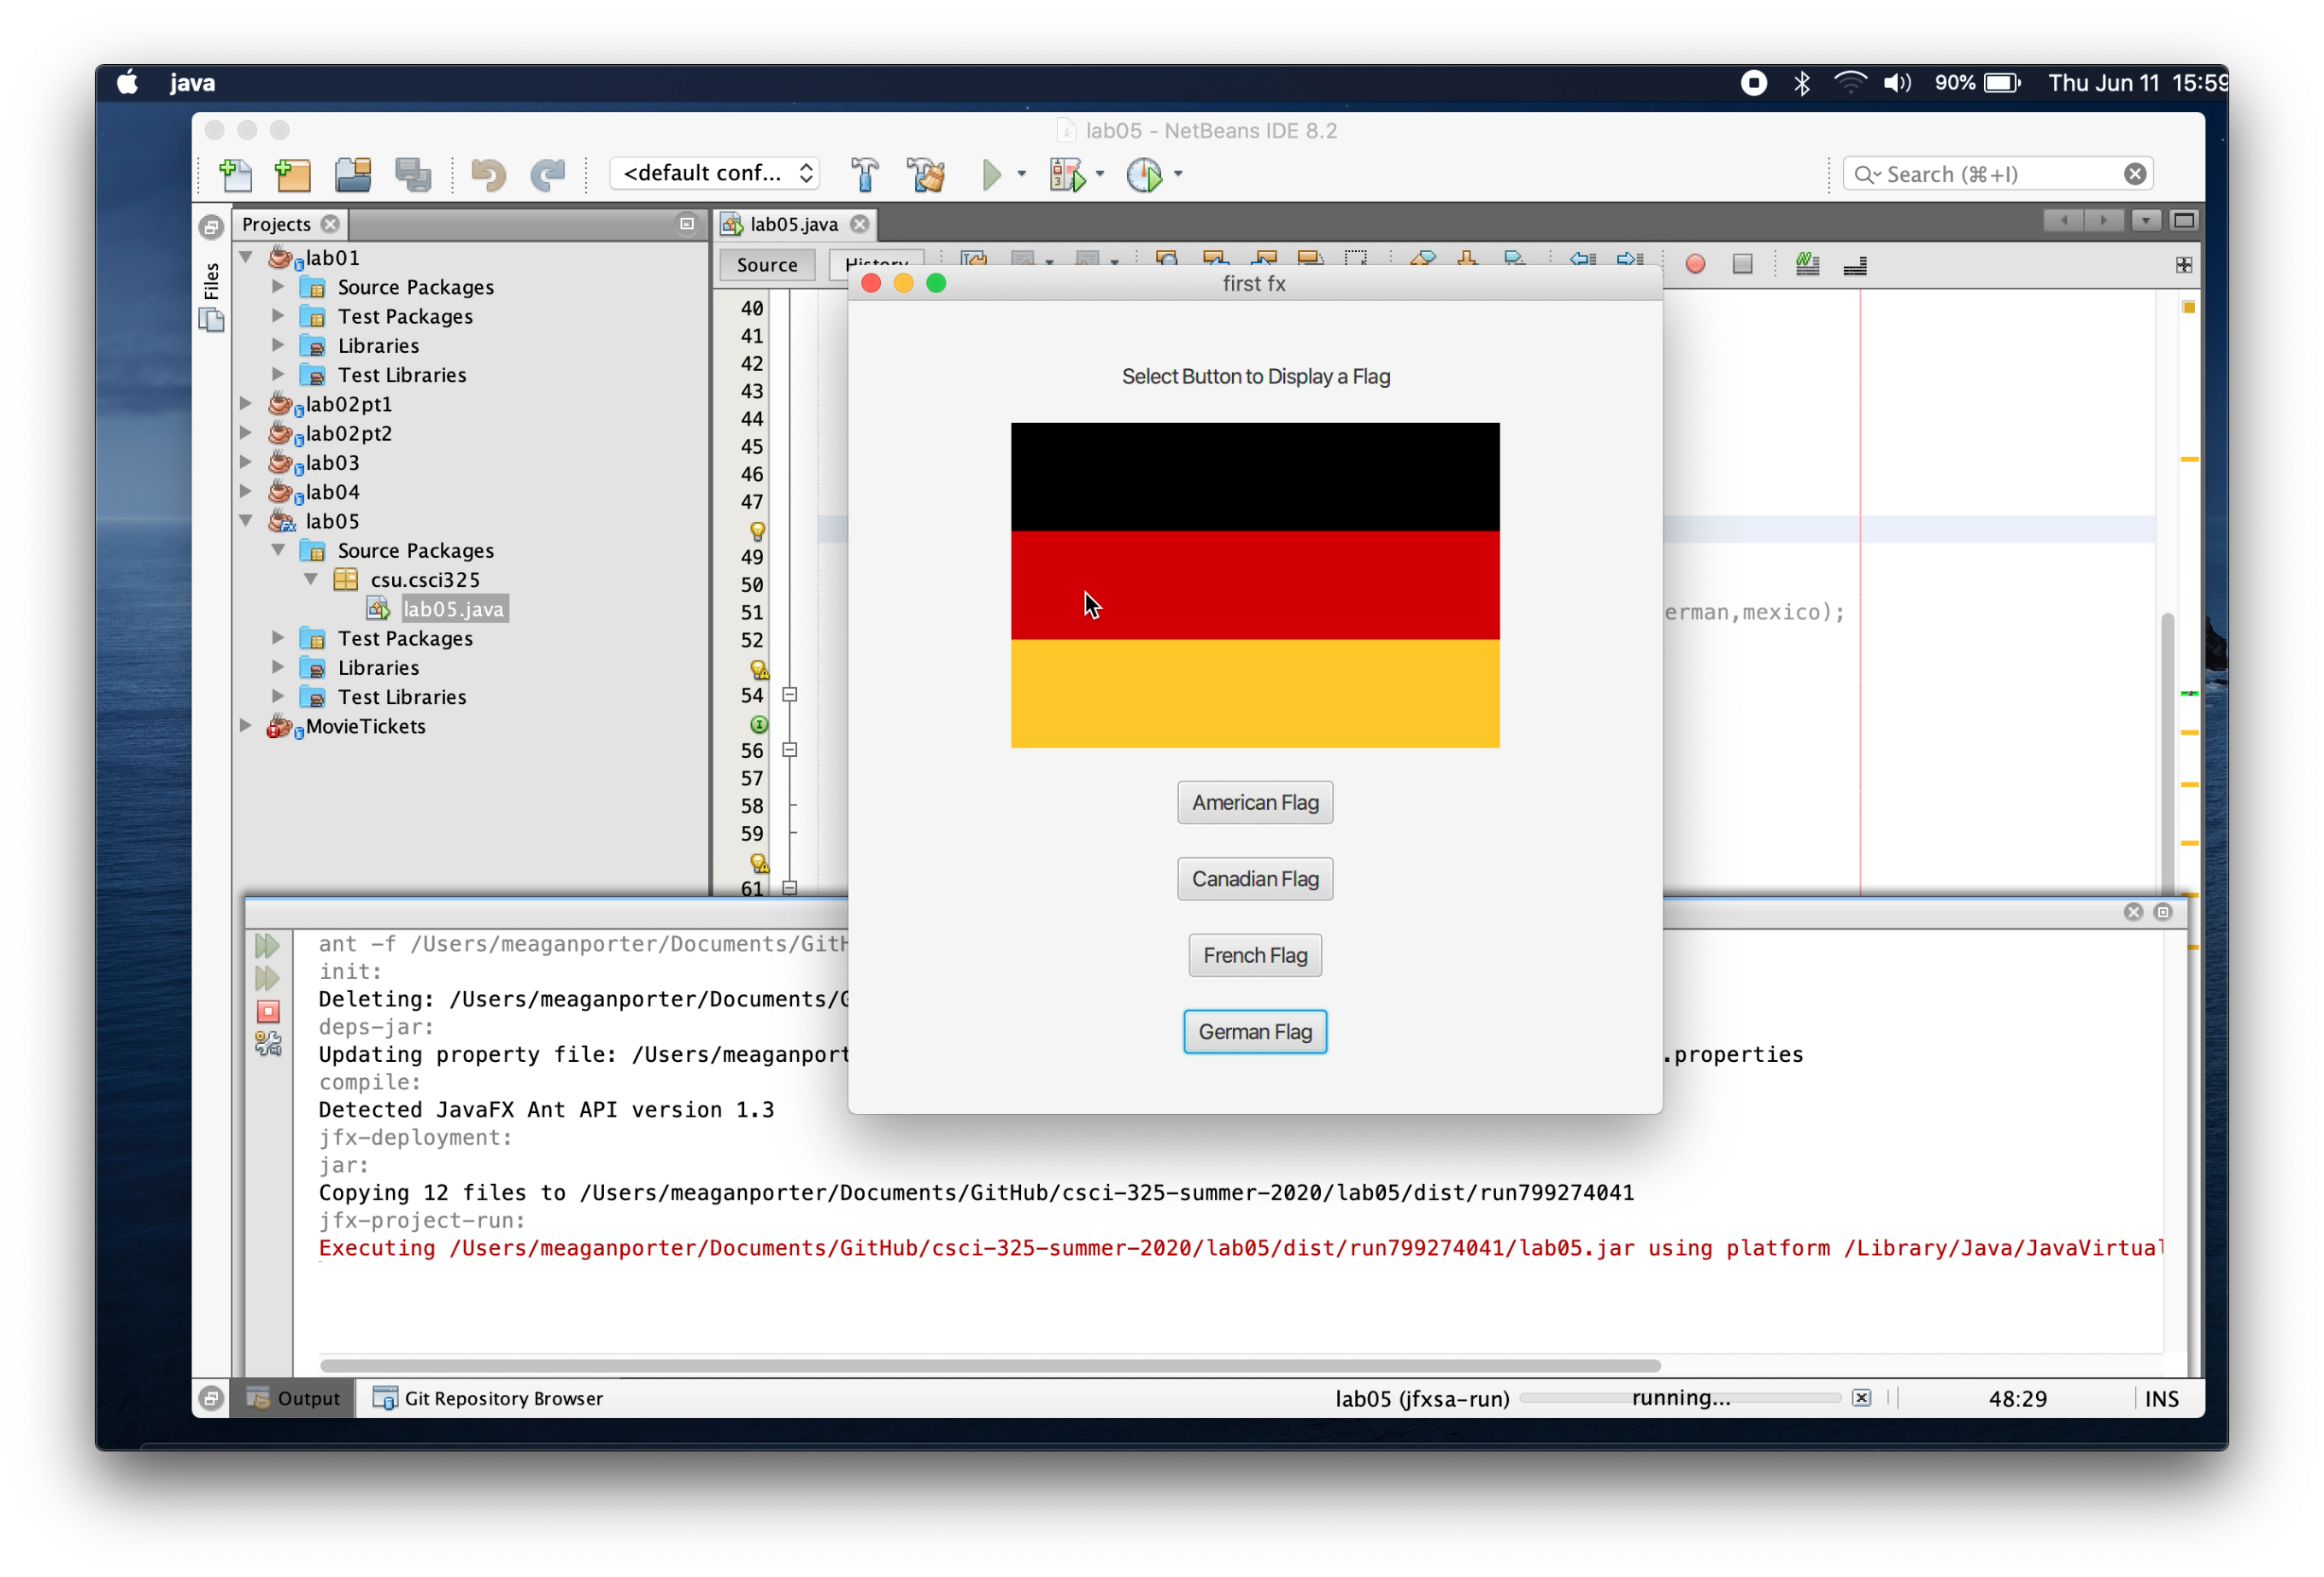 java
90%
Thu Jun 11 15:59
lab05 - NetBeans IDE 8.2
<default conf...
Search (⌘+I)
Projects
lab05.java
Files
Source
History
lab01
Source Packages
Test Packages
Libraries
Test Libraries
lab02pt1
lab02pt2
lab03
lab04
lab05
Source Packages
csu.csci325
lab05.java
Test Packages
Libraries
Test Libraries
MovieTickets
40
41
42
43
44
45
46
47
49
50
51
erman,mexico);
52
54
56
57
58
59
61
first fx
Select Button to Display a Flag
American Flag
Canadian Flag
French Flag
German Flag
ant -f /Users/meaganporter/Documents/GitH
init:
Deleting: /Users/meaganporter/Documents/G
deps-jar:
Updating property file: /Users/meaganport
.properties
compile:
Detected JavaFX Ant API version 1.3
jfx-deployment:
jar:
Copying 12 files to /Users/meaganporter/Documents/GitHub/csci-325-summer-2020/lab05/dist/run799274041
jfx-project-run:
Executing /Users/meaganporter/Documents/GitHub/csci-325-summer-2020/lab05/dist/run799274041/lab05.jar using platform /Library/Java/JavaVirtual
Output
Git Repository Browser
lab05 (jfxsa-run)
running...
48:29
INS